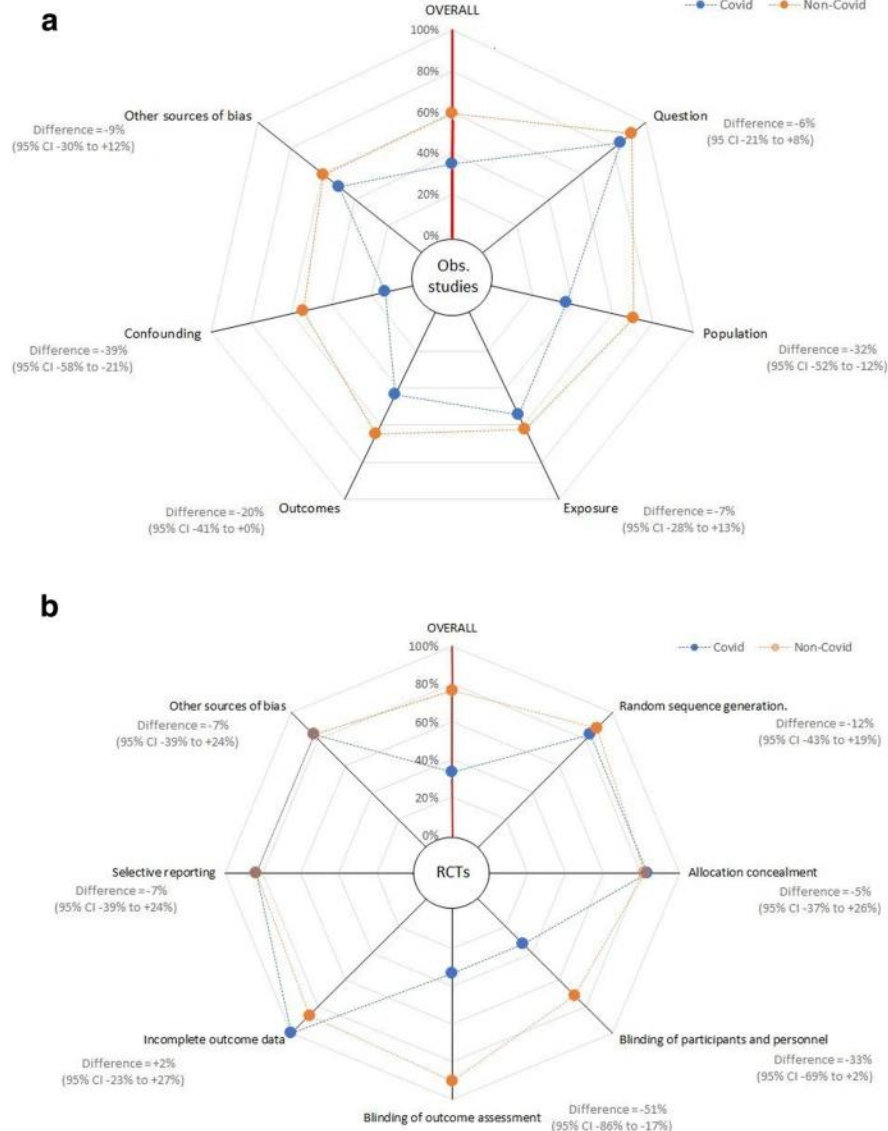 a
OVERALL
Covid Non-Covid
100%
80%
60%
40%
20%
0%
Obs.
studies
Question
Difference = -6%
(95 CI -21% to +8%)
Population
Difference = -32%
(95% CI -52% to -12%)
Exposure
Difference = -7%
(95% CI -28% to +13%)
Outcomes
Difference = -20%
(95% CI -41% to +0%)
Confounding
Difference = -39%
(95% CI -58% to -21%)
Other sources of bias
Difference = -9%
(95% CI -30% to +12%)
b
OVERALL
Covid Non-Covid
100%
80%
60%
40%
20%
0%
RCTs
Random sequence generation.
Difference = -12%
(95% CI -43% to +19%)
Allocation concealment
Difference = -5%
(95% CI -37% to +26%)
Blinding of participants and personnel
Difference = -33%
(95% CI -69% to +2%)
Blinding of outcome assessment
Difference = -51%
(95% CI -86% to -17%)
Incomplete outcome data
Difference = +2%
(95% CI -23% to +27%)
Selective reporting
Difference = -7%
(95% CI -39% to +24%)
Other sources of bias
Difference = -7%
(95% CI -39% to +24%)